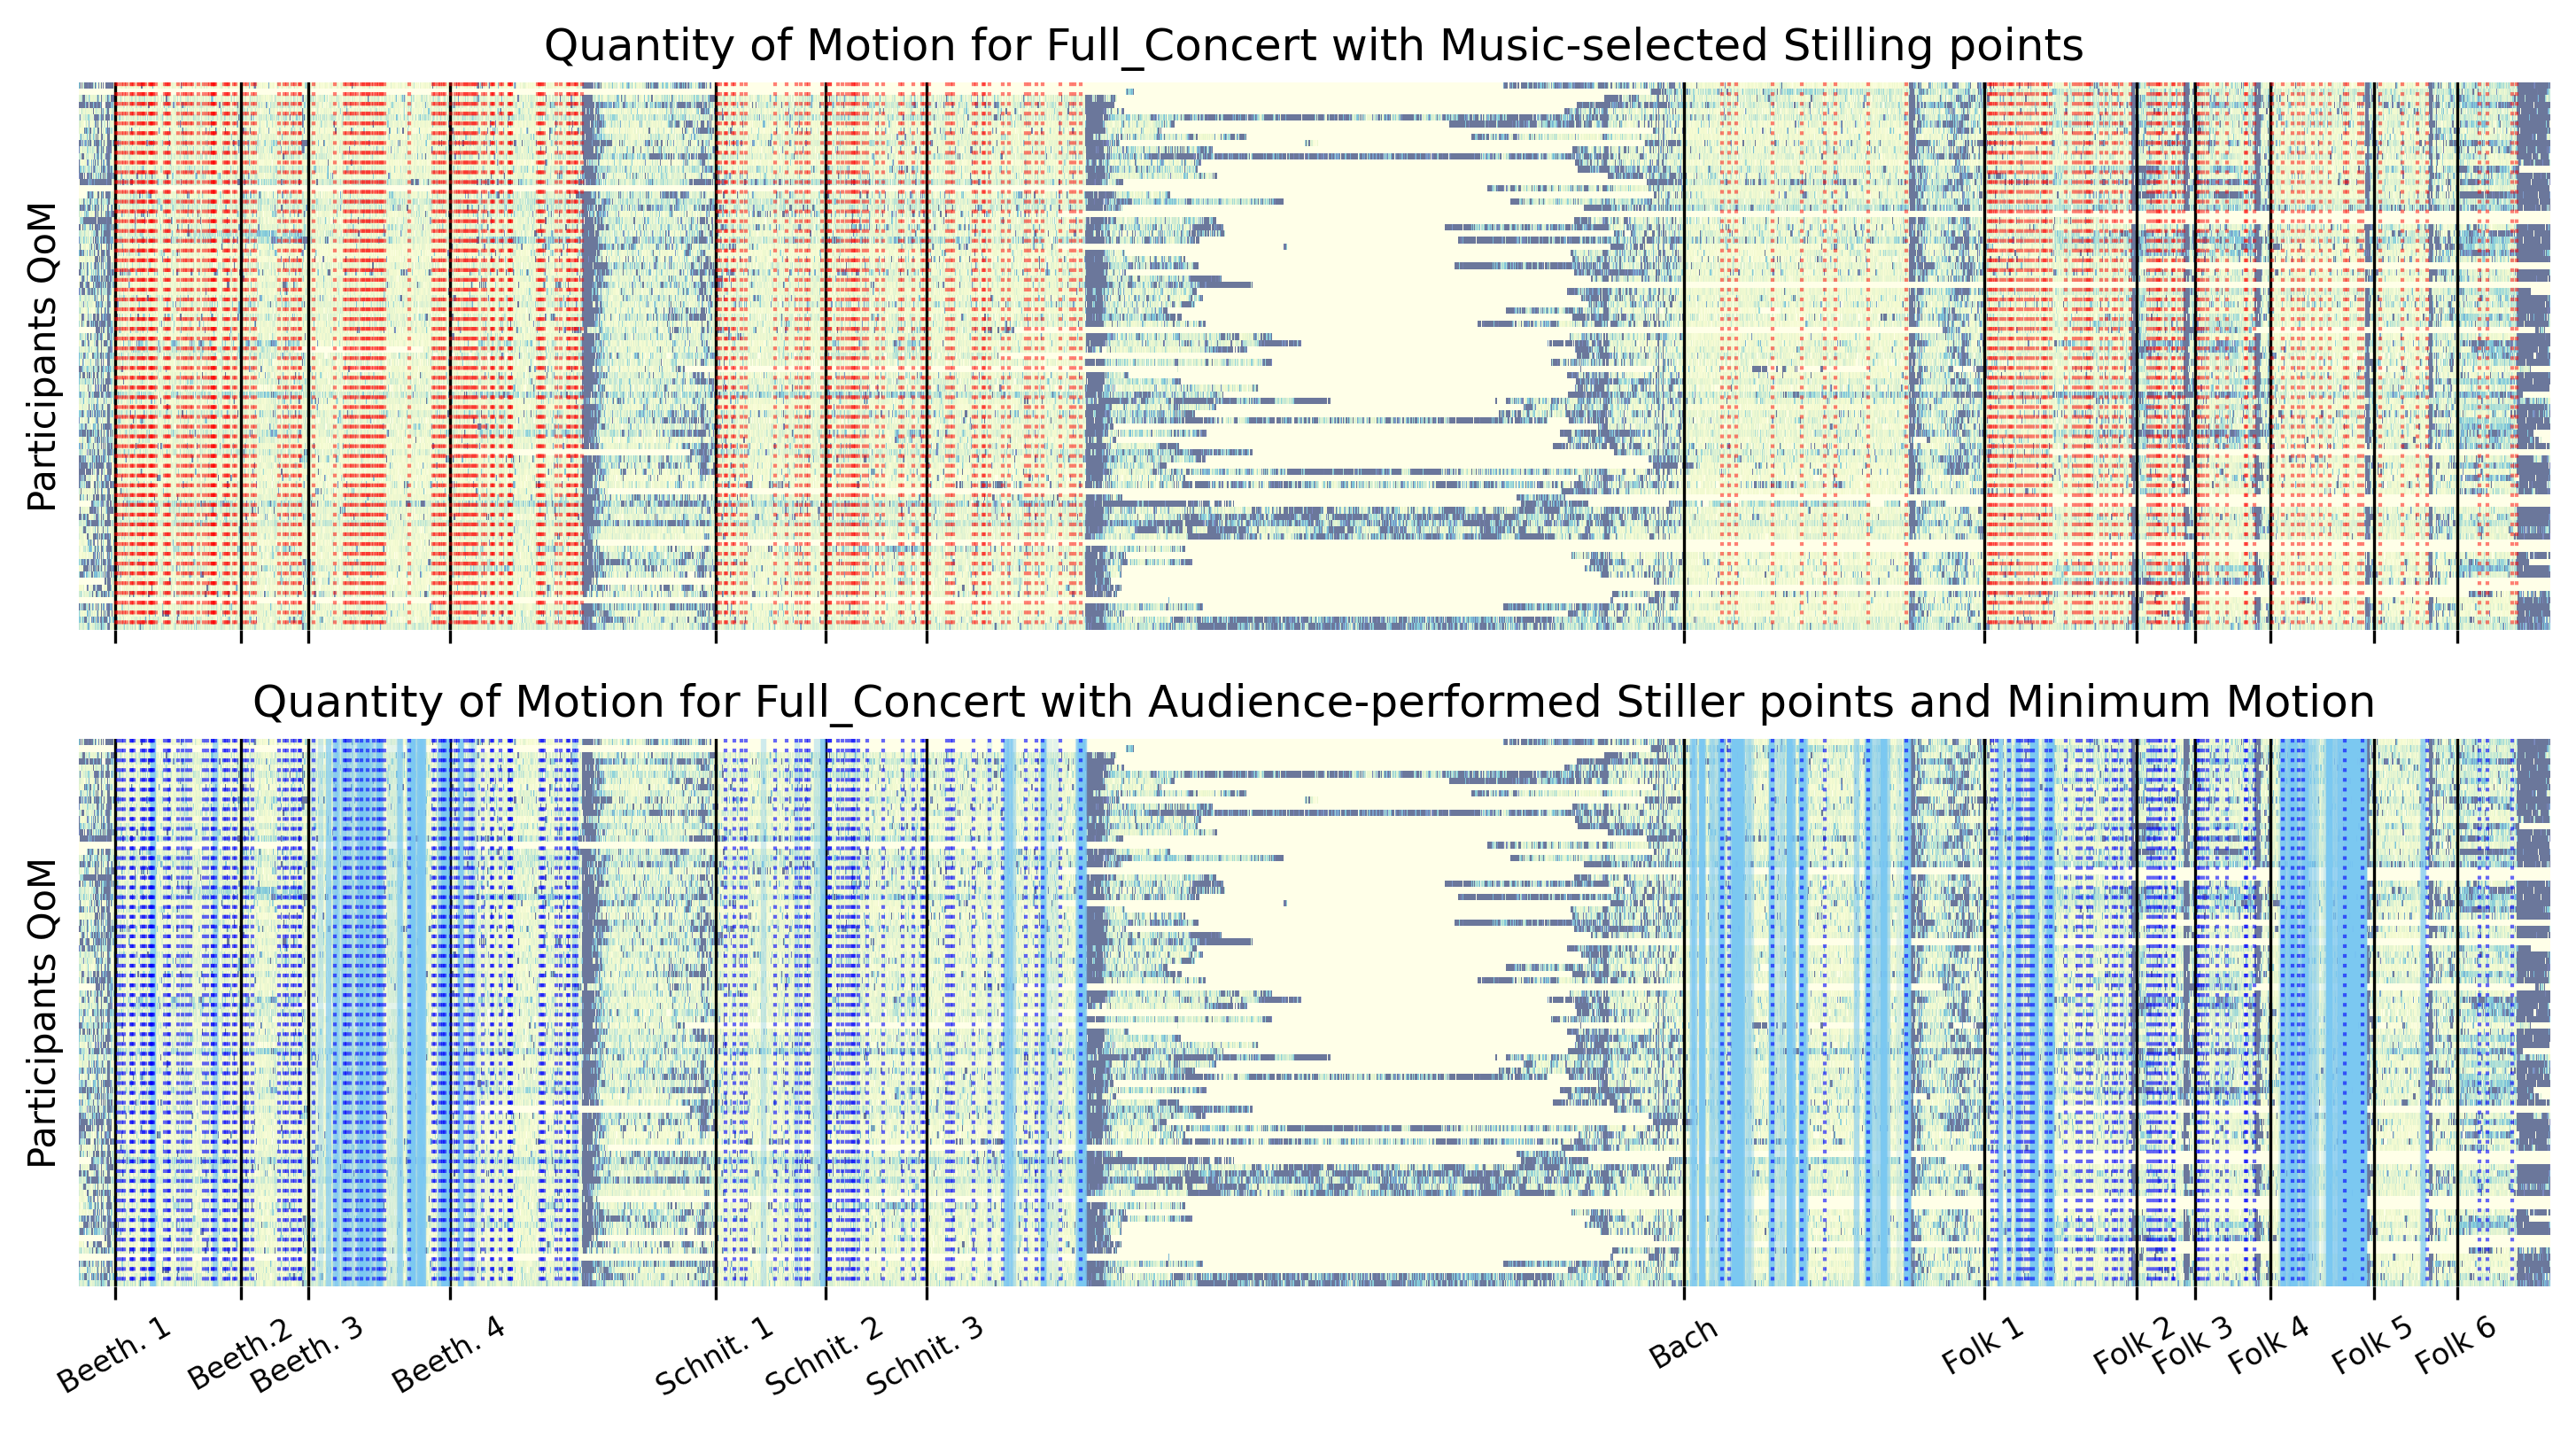 Quantity of Motion for Full_Concert with Music-selected Stilling points
Participants QoM
Quantity of Motion for Full_Concert with Audience-performed Stiller points and Minimum Motion
Participants QoM
Beeth. 1
Beeth.2
Beeth. 3
Beeth. 4
Schnit. 1
Schnit. 2
Schnit. 3
Bach
Folk 1
Folk 2
Folk 3
Folk 4
Folk 5
Folk 6